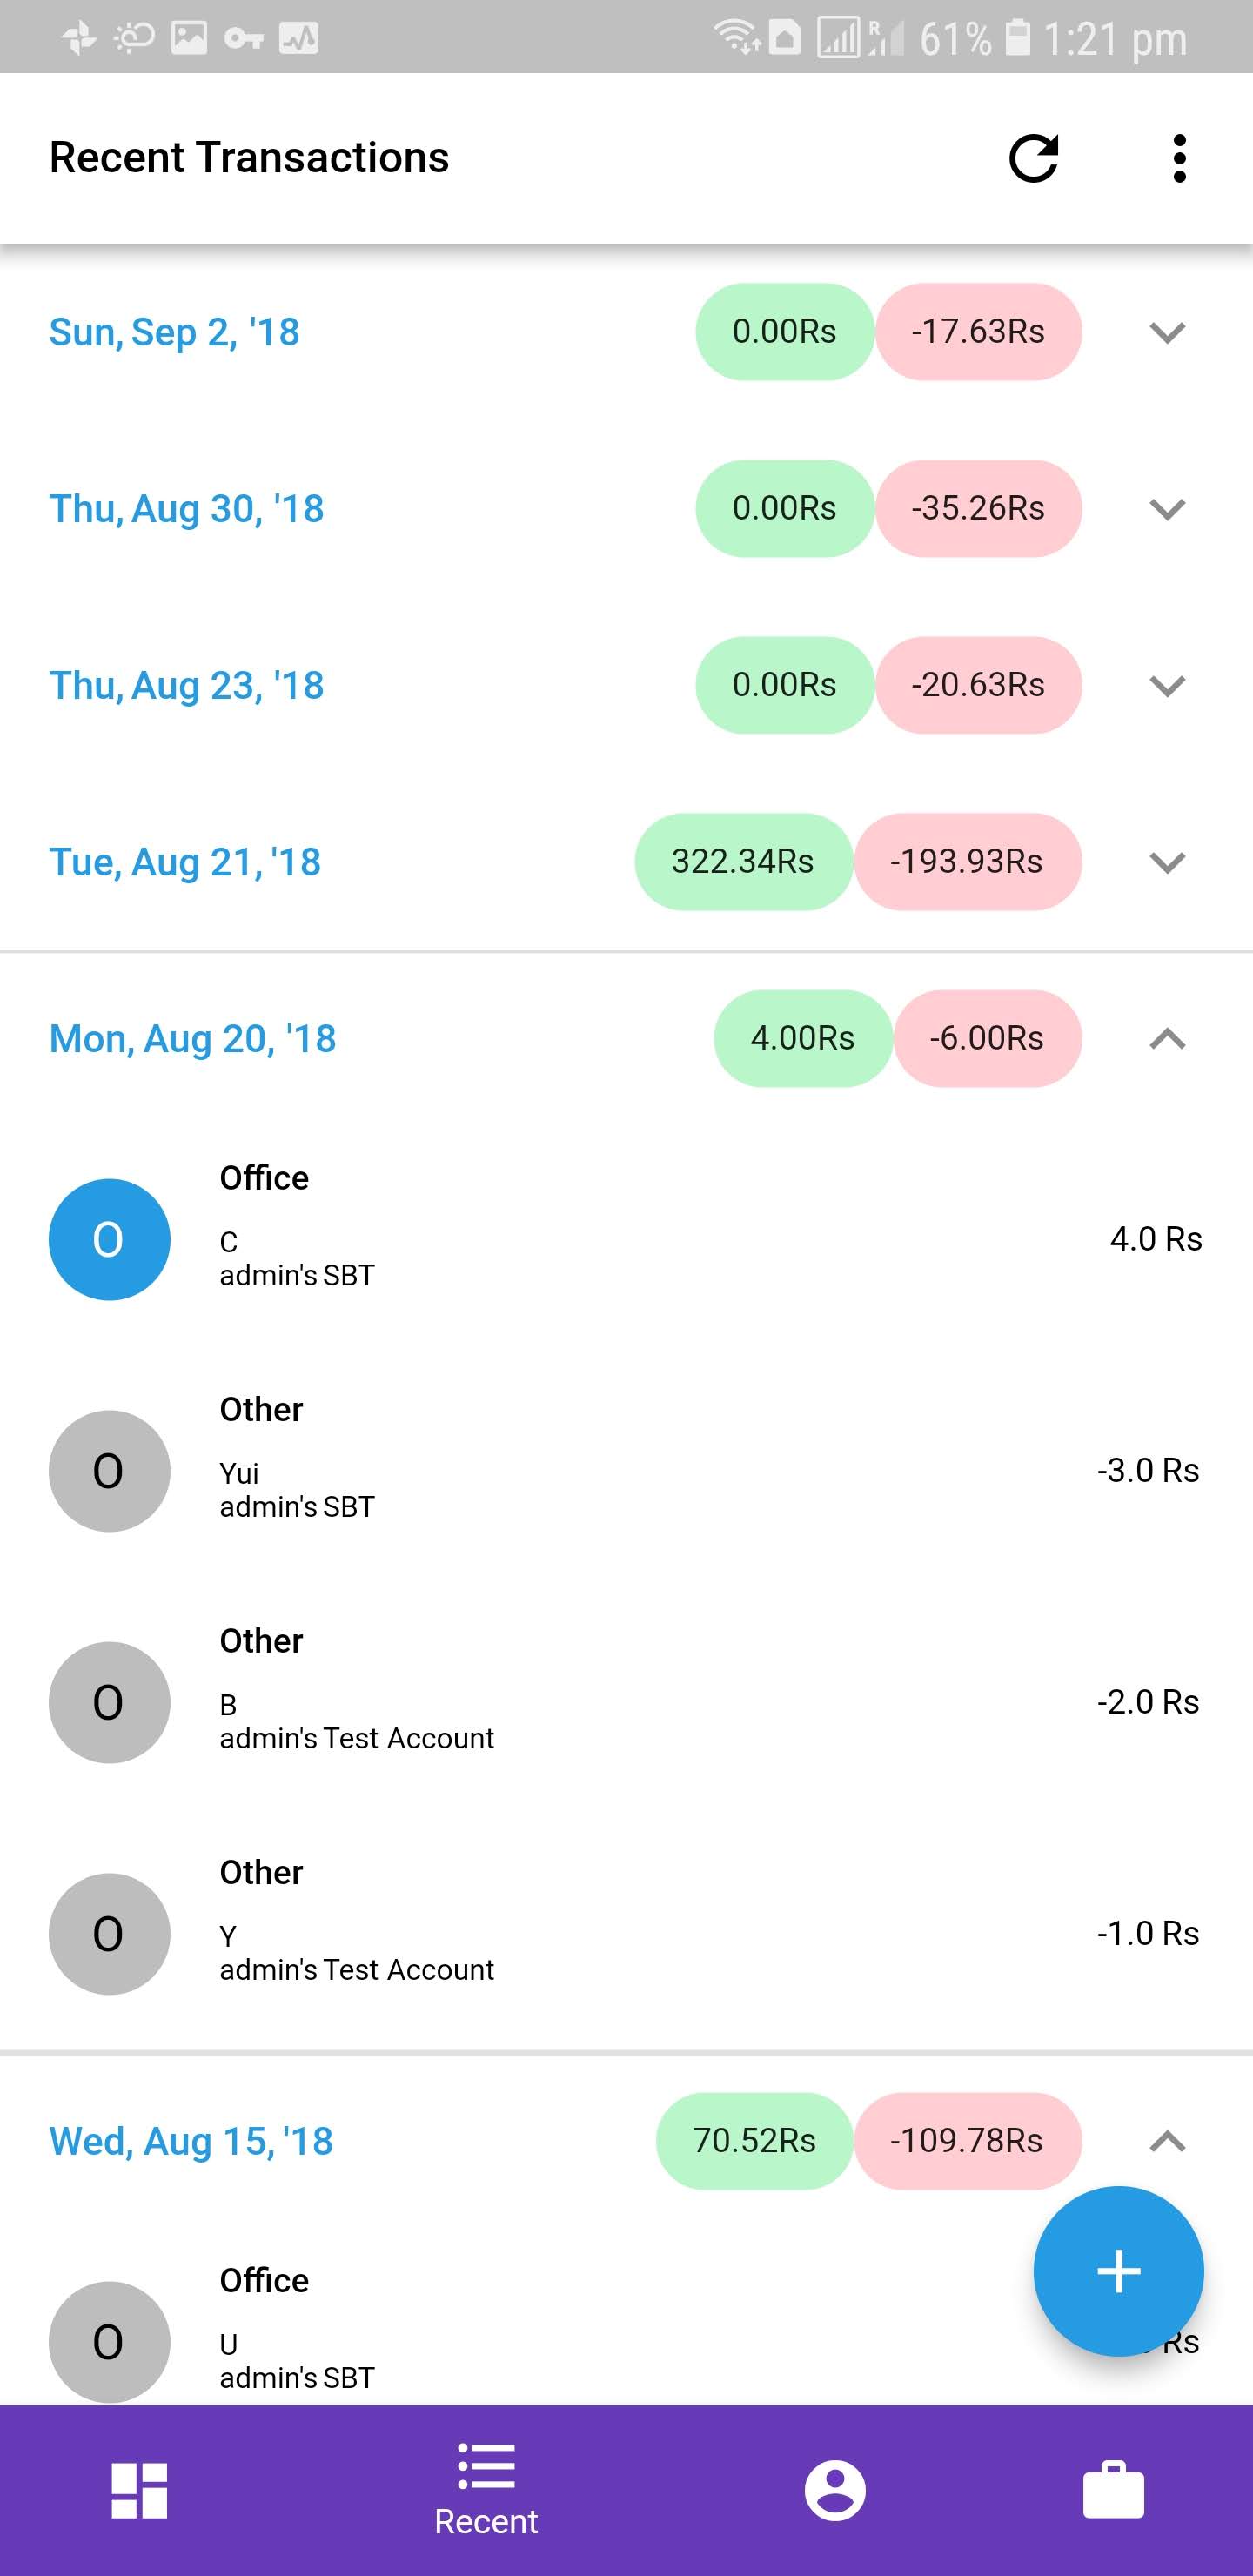 R 61% 1:21 pm
Recent Transactions
Sun, Sep 2, '18 0.00Rs -17.63Rs
Thu, Aug 30, '18 0.00Rs -35.26Rs
Thu, Aug 23, '18 0.00Rs -20.63Rs
Tue, Aug 21, '18 322.34Rs -193.93Rs
Mon, Aug 20, '18 4.00Rs -6.00Rs
Office
O
C
4.0 Rs
admin's SBT
Other
O
Yui
-3.0 Rs
admin's SBT
Other
O
B
-2.0 Rs
admin's Test Account
Other
O
Y
-1.0 Rs
admin's Test Account
Wed, Aug 15, '18 70.52Rs -109.78Rs
Office
O
U
Rs
admin's SBT
Recent